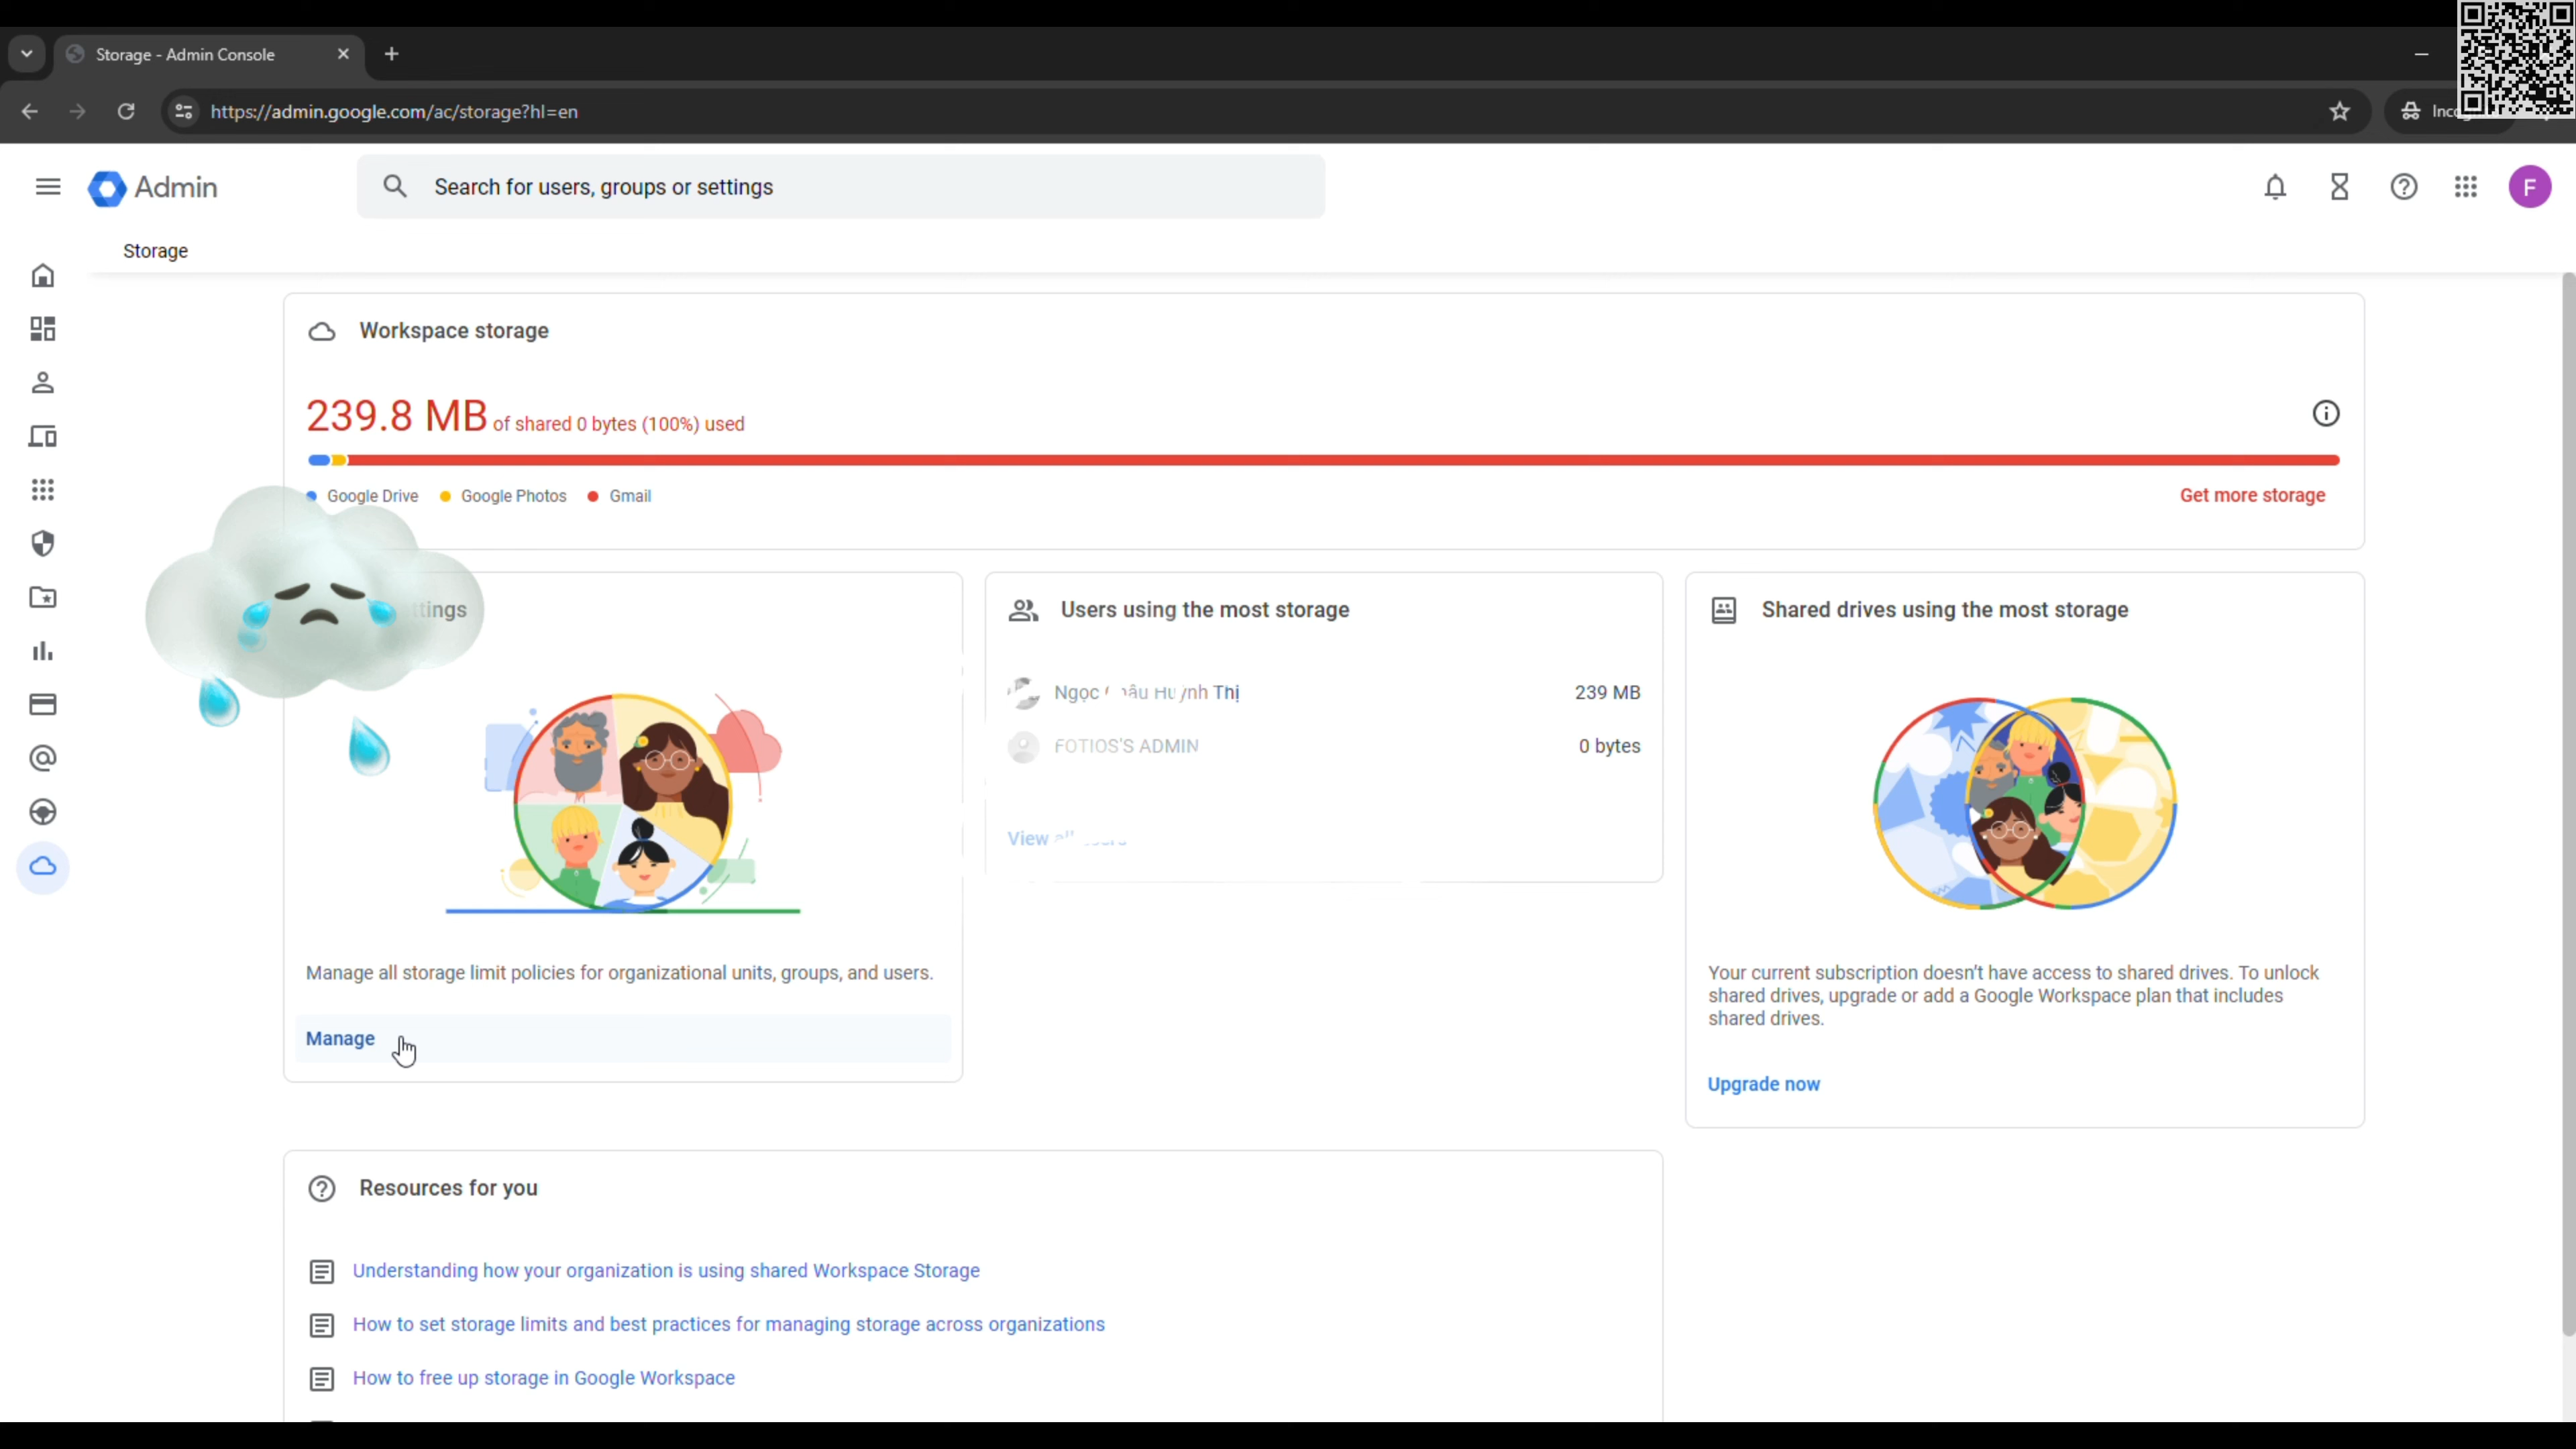 Storage - Admin Console
https://admin.google.com/ac/storage?hl=en
Admin
Search for users, groups or settings
F
Storage
Workspace storage
239.8 MB of shared 0 bytes (100%) used
Google Drive
Google Photos
Gmail
Get more storage
Users using the most storage
Ngọc
Thị
239 MB
FOTIOS'S ADMIN
0 bytes
View
Manage all storage limit policies for organizational units, groups, and users.
Manage
Shared drives using the most storage
Your current subscription doesn't have access to shared drives. To unlock
shared drives, upgrade or add a Google Workspace plan that includes
shared drives.
Upgrade now
Resources for you
Understanding how your organization is using shared Workspace Storage
How to set storage limits and best practices for managing storage across organizations
How to free up storage in Google Workspace